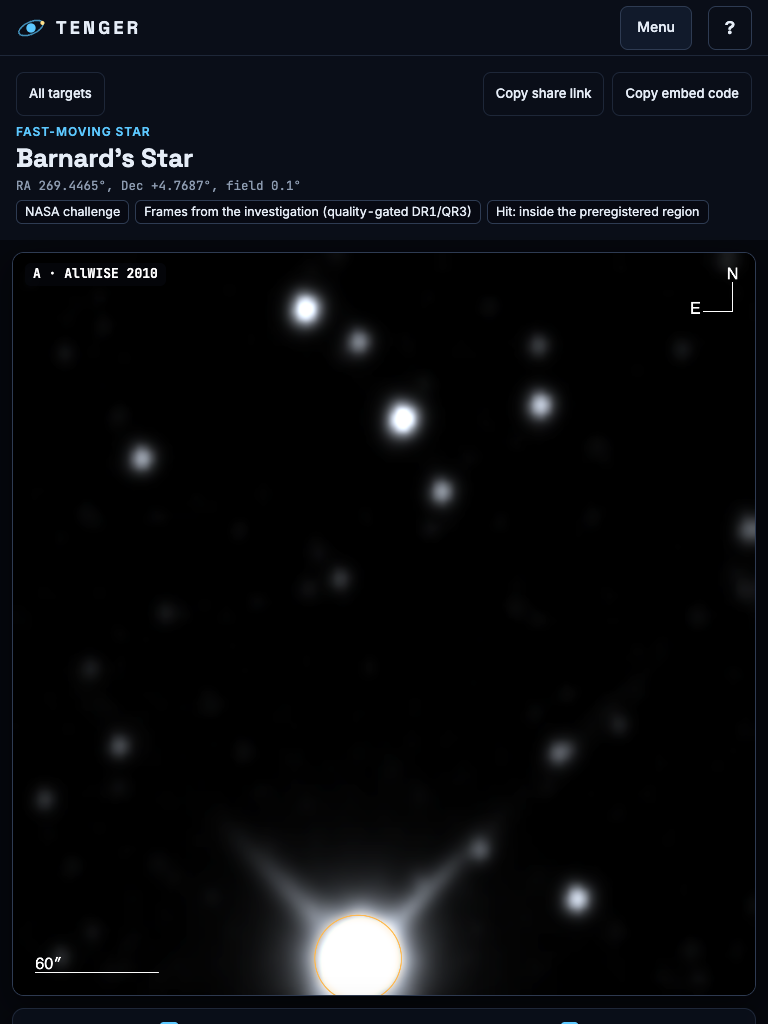 TENGER
Menu
?
All targets
Copy share link
Copy embed code
FAST-MOVING STAR
Barnard's Star
RA 269.4465°, Dec +4.7687°, field 0.1°
NASA challenge
Frames from the investigation (quality-gated DR1/QR3)
Hit: inside the preregistered region
A · AllWISE 2010
N
E
60″